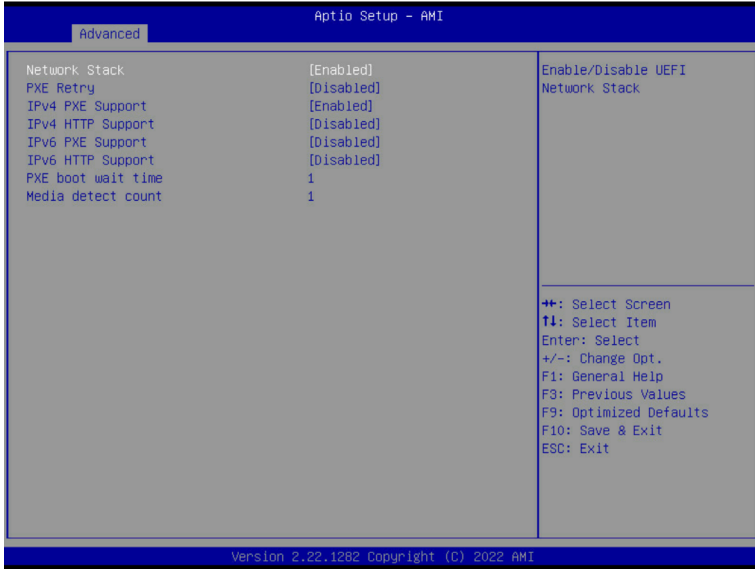 Aptio Setup – AMI
Advanced
Network Stack [Enabled]
PXE Retry [Disabled]
IPv4 PXE Support [Enabled]
IPv4 HTTP Support [Disabled]
IPv6 PXE Support [Disabled]
IPv6 HTTP Support [Disabled]
PXE boot wait time 1
Media detect count 1
Enable/Disable UEFI
Network Stack
→←: Select Screen
↑↓: Select Item
Enter: Select
+/-: Change Opt.
F1: General Help
F3: Previous Values
F9: Optimized Defaults
F10: Save & Exit
ESC: Exit
Version 2.22.1282 Copyright (C) 2022 AMI